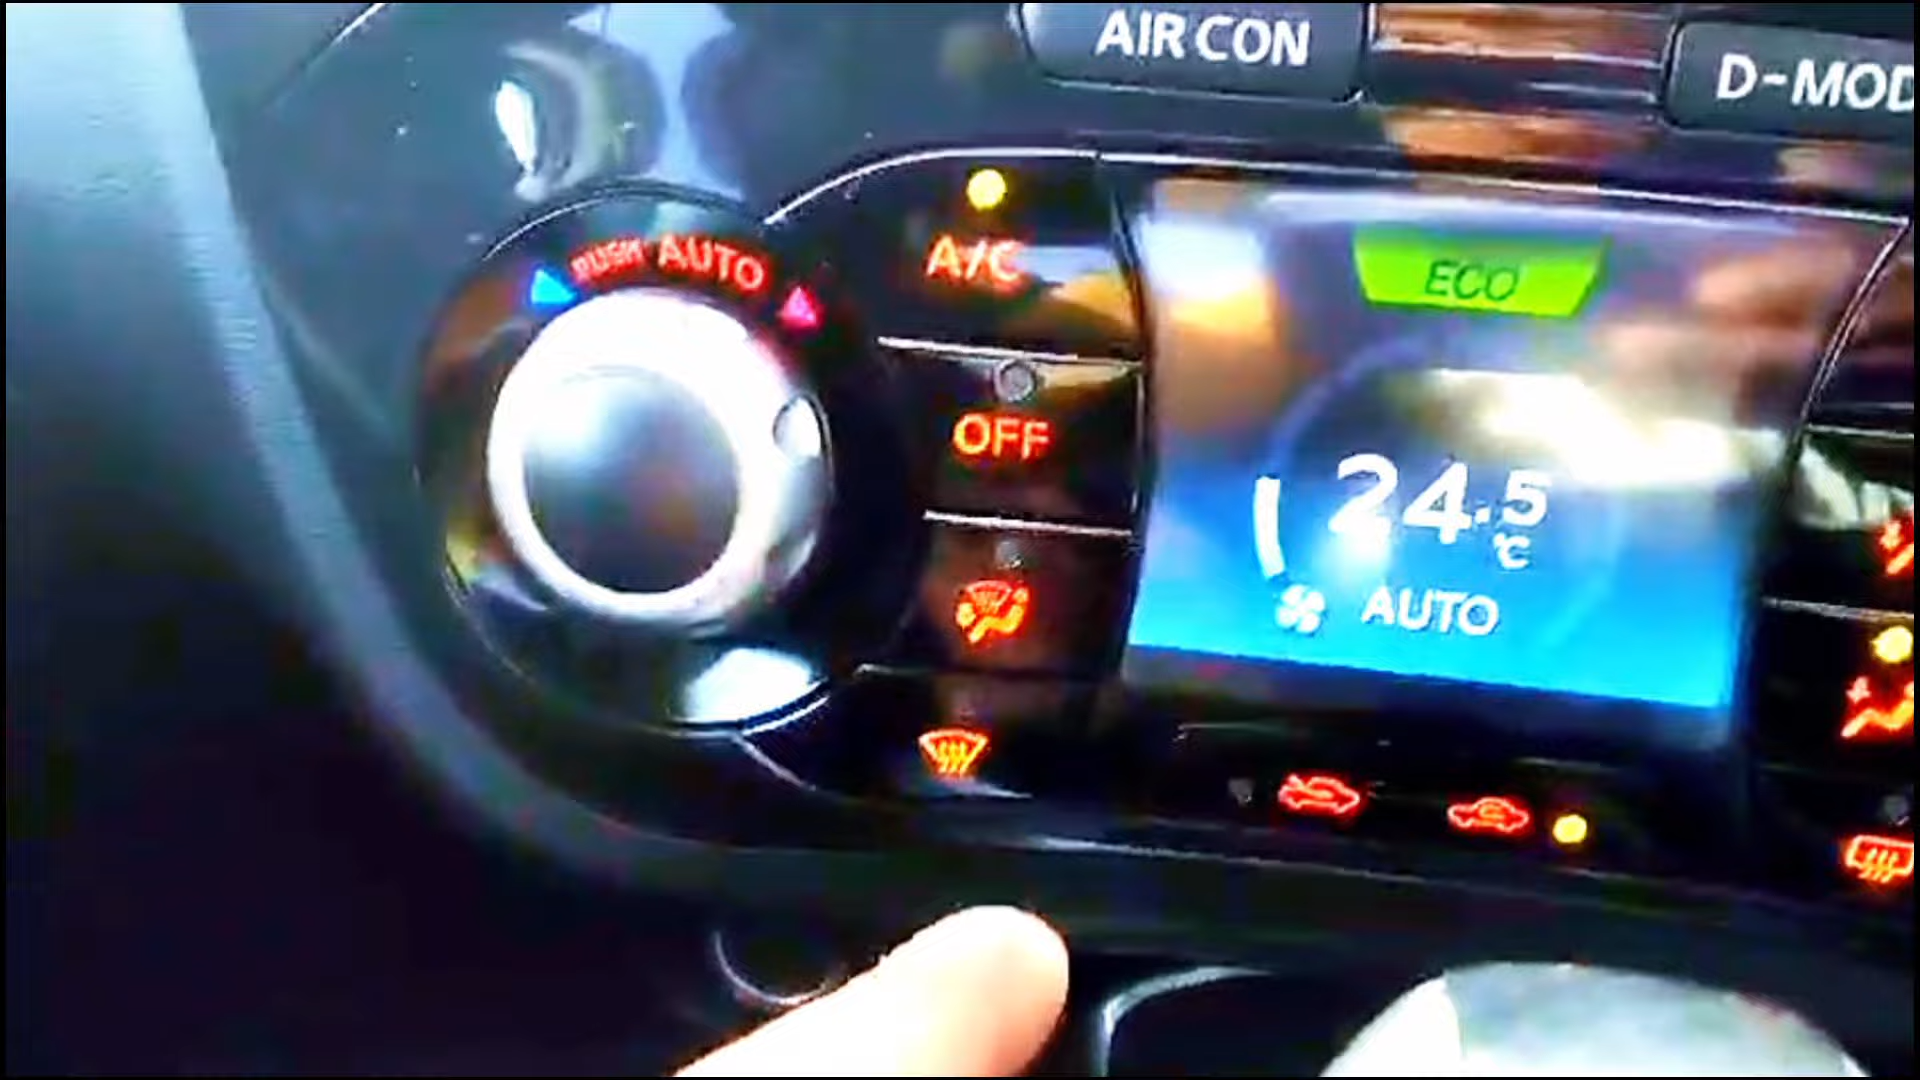 AIR CON
D-MOD
PUSH AUTO
A/C
ECO
OFF
24.5
°C
AUTO